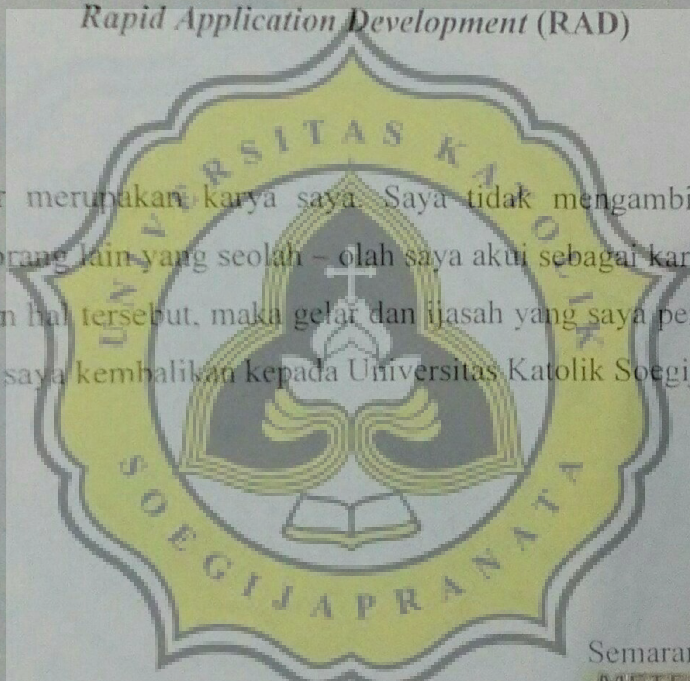 Rapid Application Development (RAD)
UNIVERSITAS KATOLIK
merupakan karya saya. Saya tidak mengambi
orang lain yang seolah – olah saya akui sebagai kar
n hal tersebut, maka gelar dan ijasah yang saya pe
saya kembalikan kepada Universitas Katolik Soegi
SOEGIJAPRANATA
Semaran